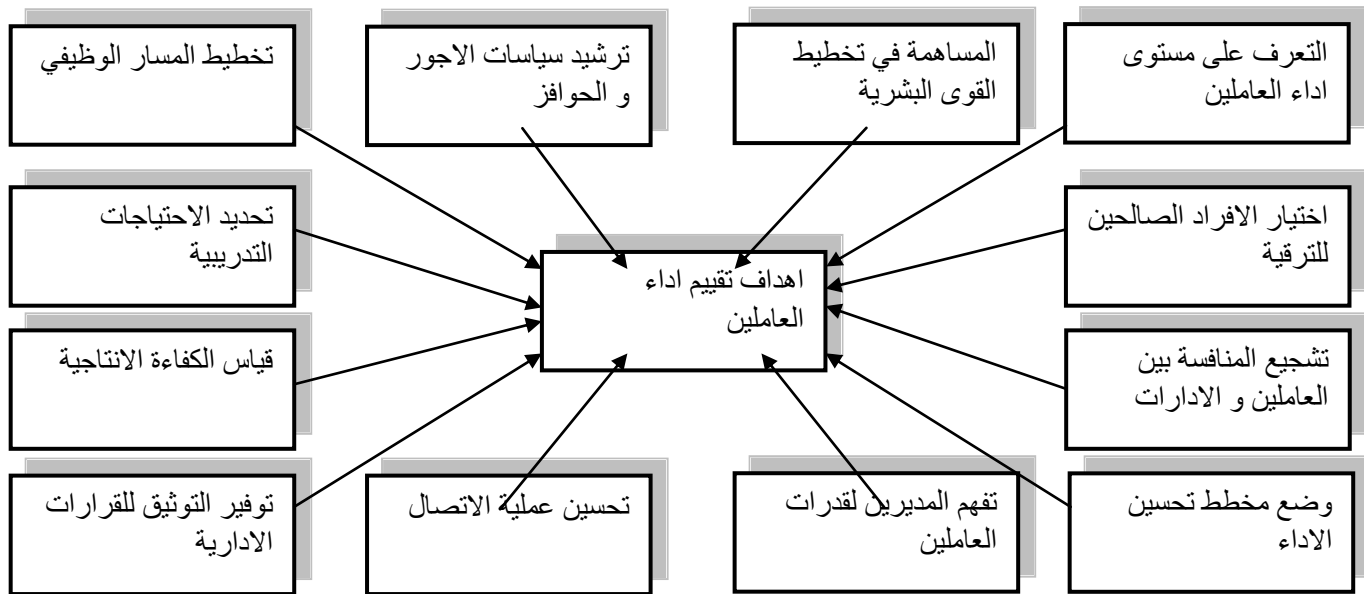 التعرف على مستوى
اداء العاملين
المساهمة في تخطيط
القوى البشرية
ترشيد سياسات الاجور
و الحوافز
تخطيط المسار الوظيفي
اختيار الافراد الصالحين
للترقية
تحديد الاحتياجات
التدريبية
اهداف تقييم اداء
العاملين
تشجيع المنافسة بين
العاملين و الادارات
قياس الكفاءة الانتاجية
وضع مخطط تحسين
الاداء
تفهم المديرين لقدرات
العاملين
تحسين عملية الاتصال
توفير التوثيق للقرارات
الادارية